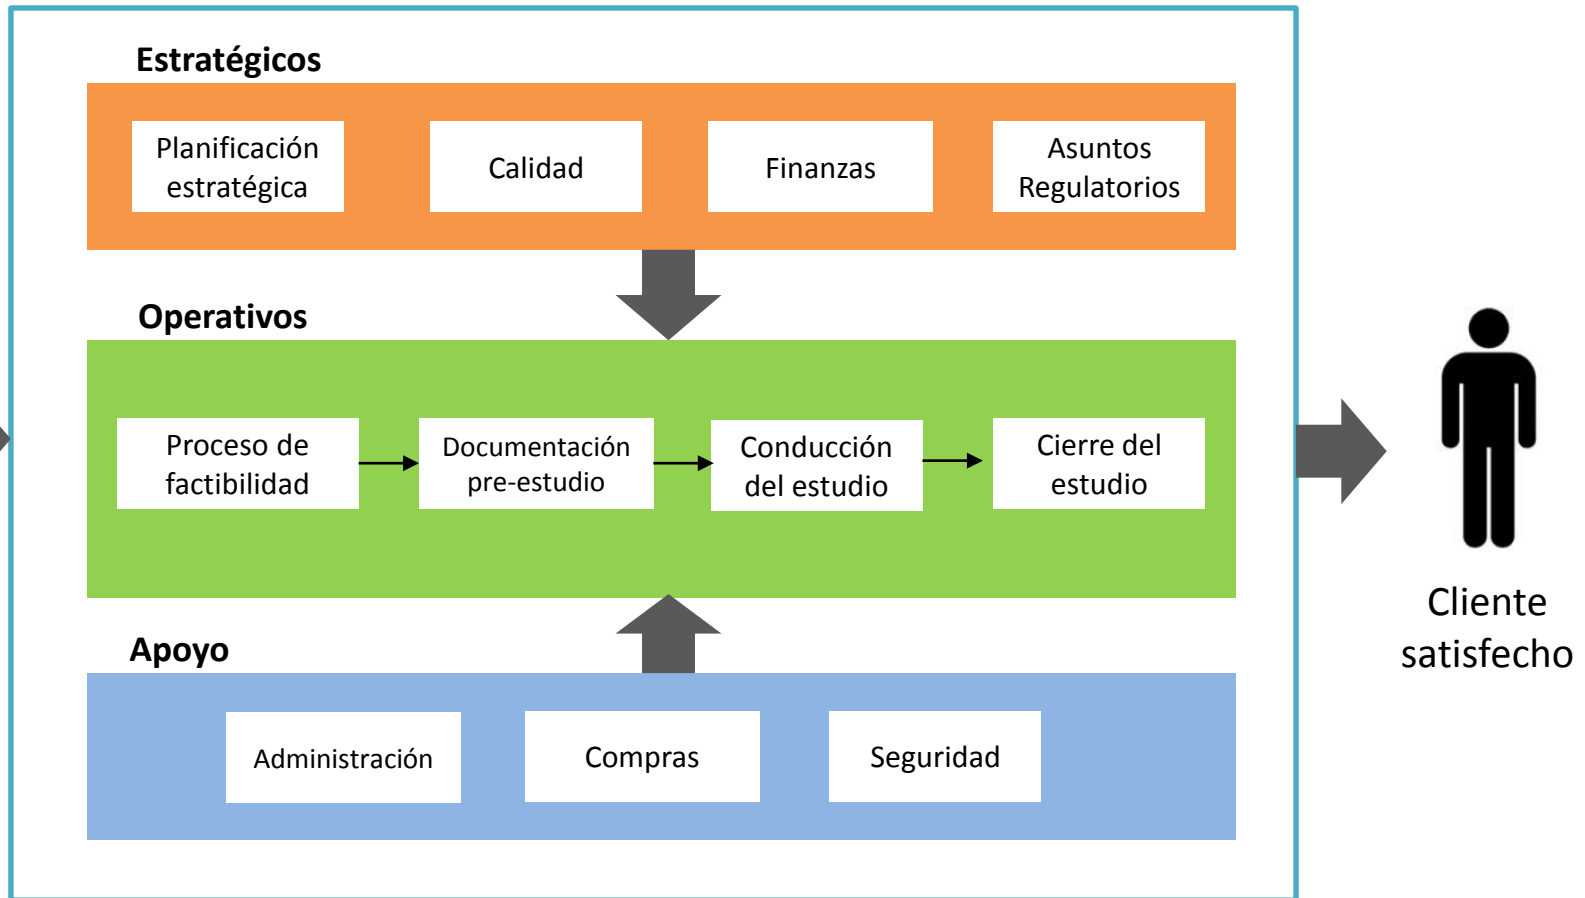 Estratégicos
Planificación
estratégica
Calidad
Finanzas
Asuntos
Regulatorios
Operativos
Proceso de
factibilidad
Documentación
pre-estudio
Conducción
del estudio
Cierre del
estudio
Cliente
satisfecho
Apoyo
Administración
Compras
Seguridad